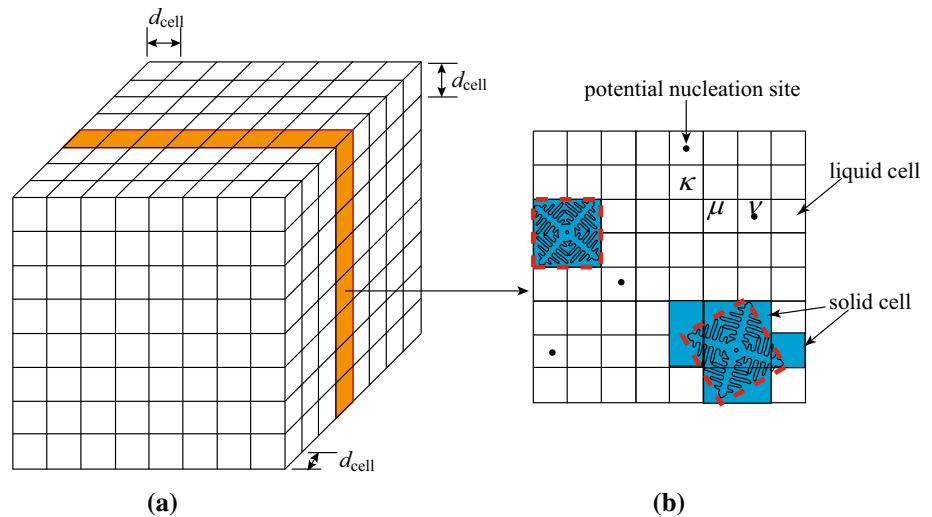 d_cell
d_cell
potential nucleation site
κ
liquid cell
μ
ν
solid cell
d_cell
(a)
(b)